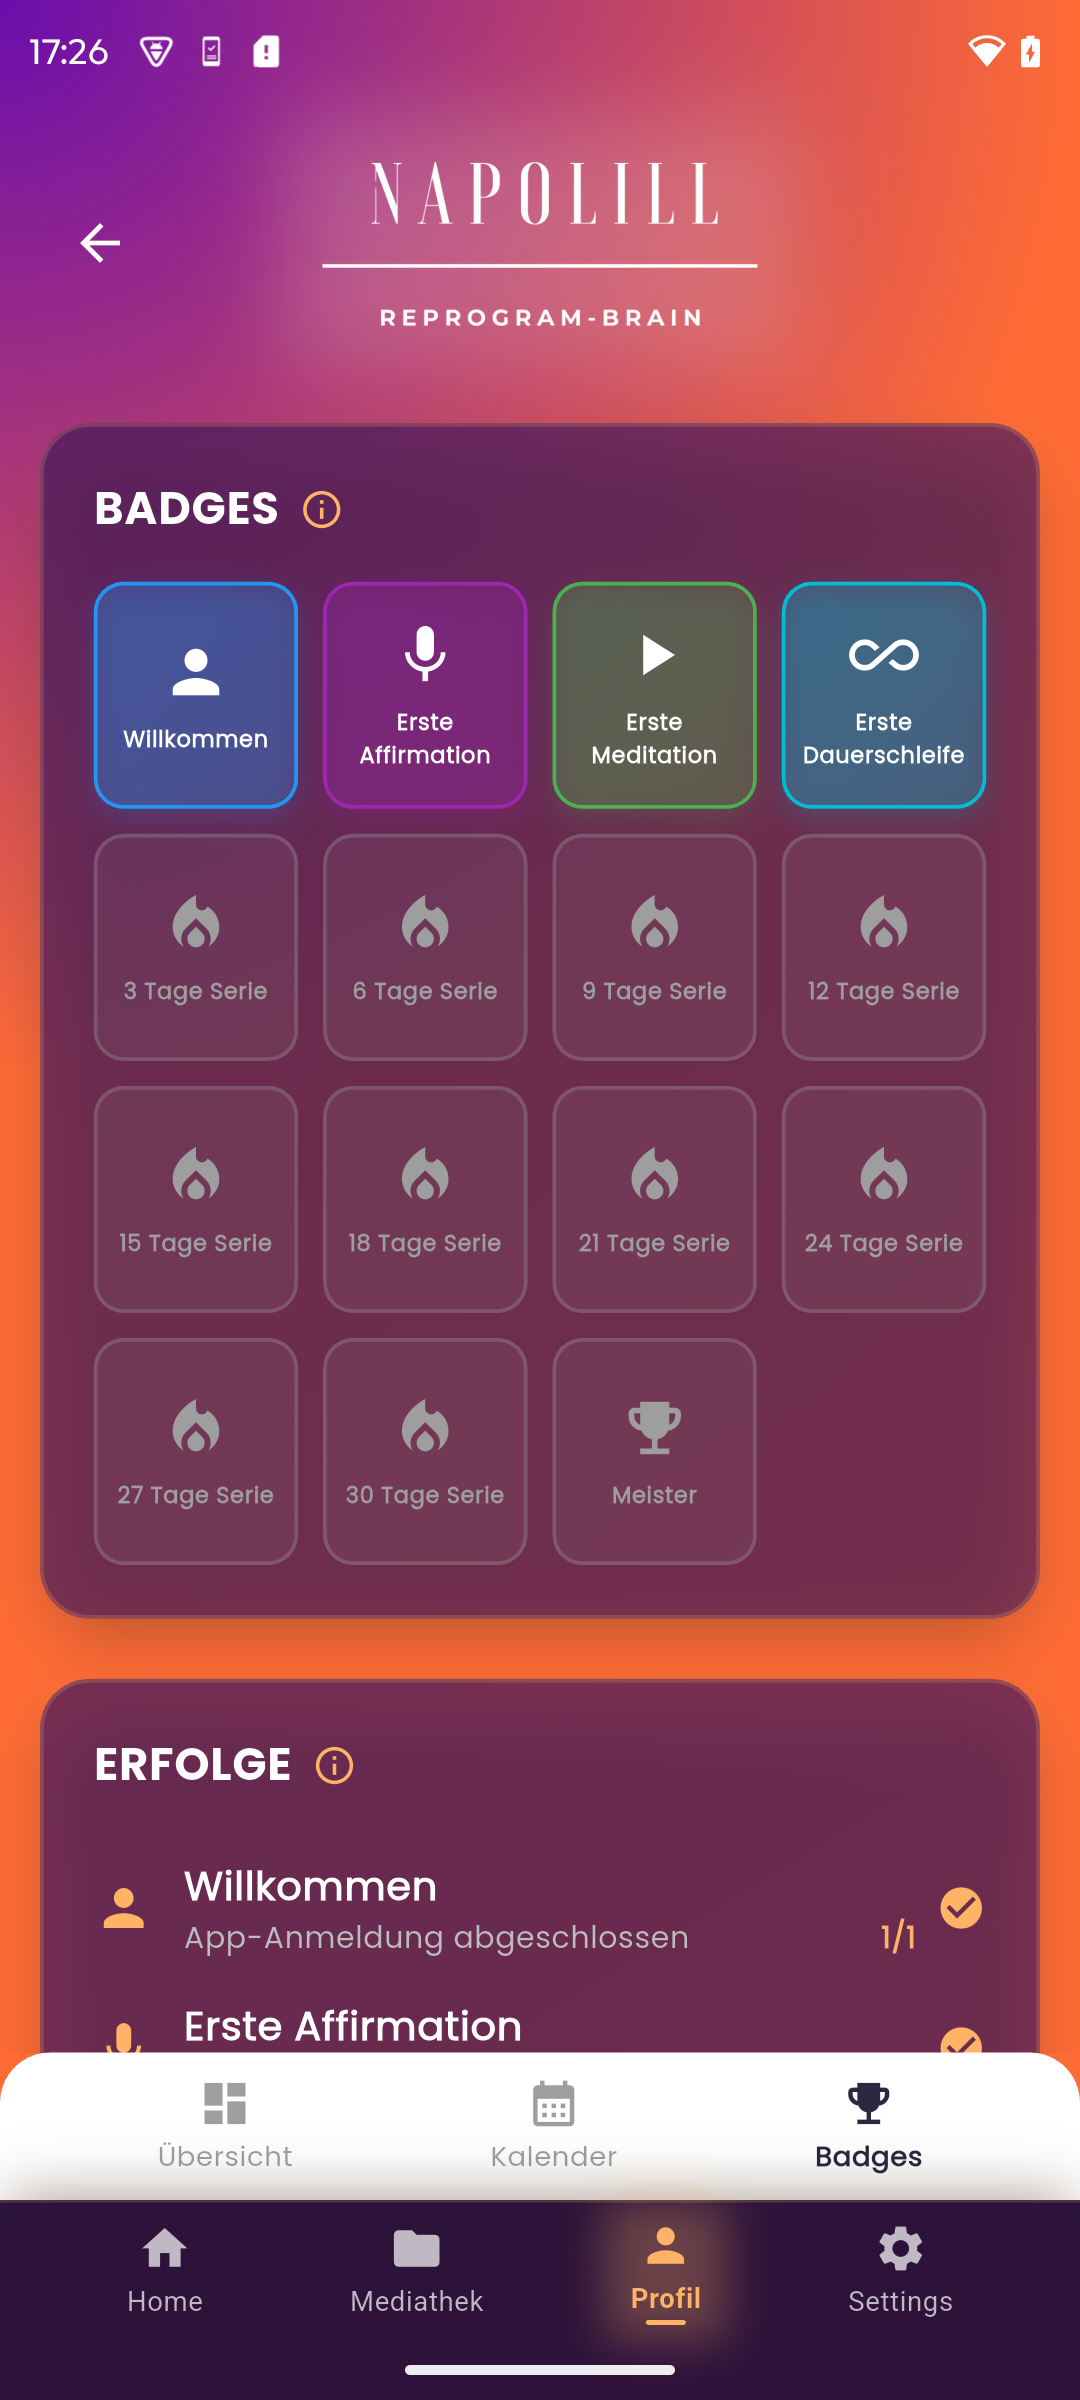 17:26
NAPOLILL
REPROGRAM-BRAIN
BADGES
Willkommen
Erste
Affirmation
Erste
Meditation
Erste
Dauerschleife
3 Tage Serie
6 Tage Serie
9 Tage Serie
12 Tage Serie
15 Tage Serie
18 Tage Serie
21 Tage Serie
24 Tage Serie
27 Tage Serie
30 Tage Serie
Meister
ERFOLGE
Willkommen
App-Anmeldung abgeschlossen
1/1
Erste Affirmation
Übersicht
Kalender
Badges
Home
Mediathek
Profil
Settings